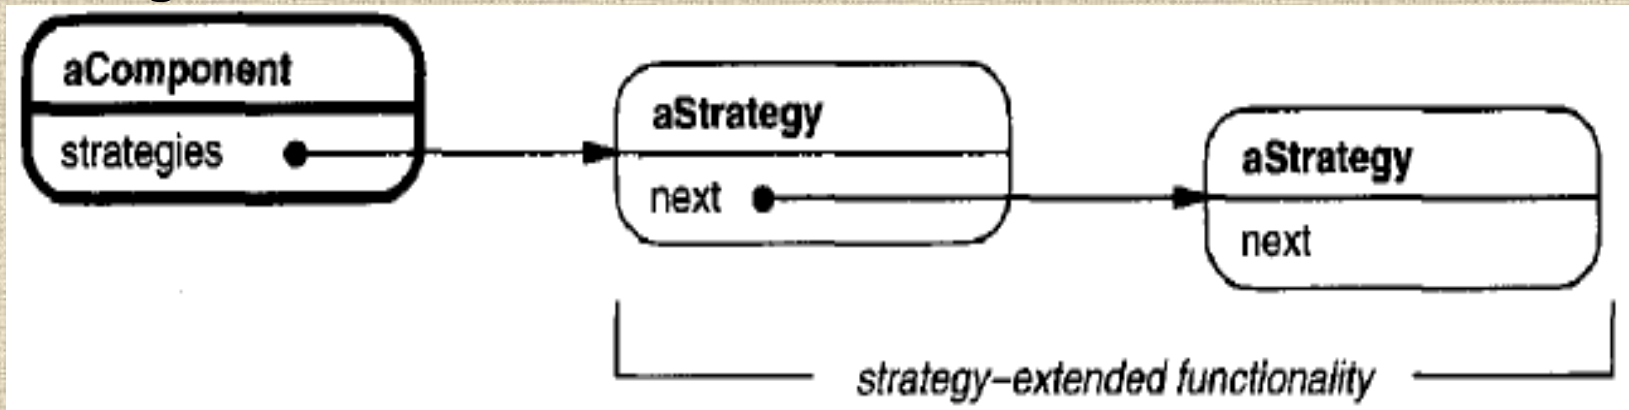 aComponent
strategies
aStrategy
next
aStrategy
next
strategy-extended functionality